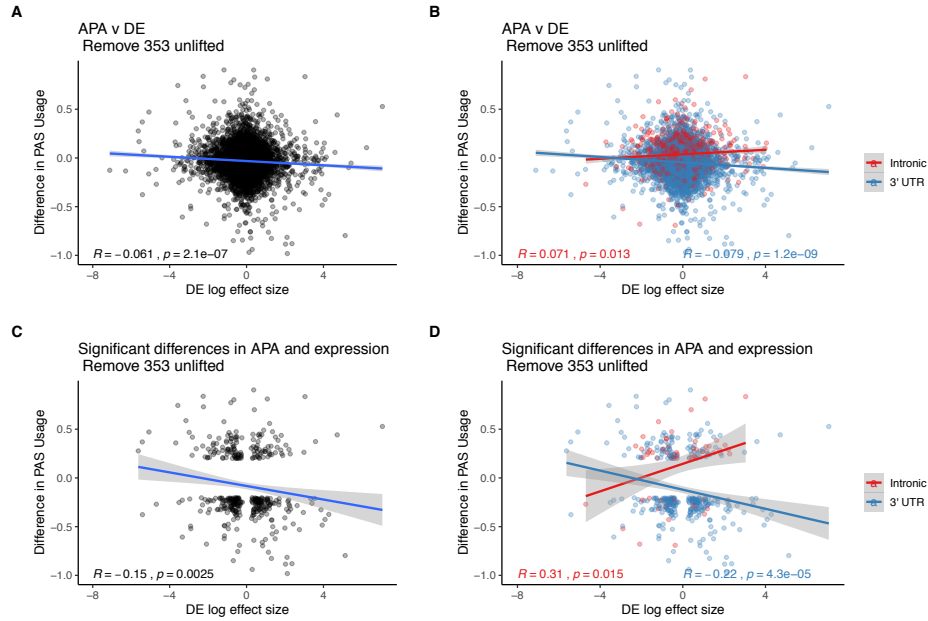 A
APA v DE
Remove 353 unlifted
Difference in PAS Usage
0.5
0.0
−0.5
−1.0
R = −0.061 , p = 2.1e−07
−8
−4
0
4
DE log effect size
B
APA v DE
Remove 353 unlifted
Difference in PAS Usage
0.5
0.0
−0.5
−1.0
R = 0.071 , p = 0.013
R = −0.079 , p = 1.2e−09
−8
−4
0
4
DE log effect size
a Intronic
a 3' UTR
C
Significant differences in APA and expression
Remove 353 unlifted
Difference in PAS Usage
0.5
0.0
−0.5
−1.0
R = −0.15 , p = 0.0025
−8
−4
0
4
DE log effect size
D
Significant differences in APA and expression
Remove 353 unlifted
Difference in PAS Usage
0.5
0.0
−0.5
−1.0
R = 0.31 , p = 0.015
R = −0.22 , p = 4.3e−05
−8
−4
0
4
DE log effect size
a Intronic
a 3' UTR